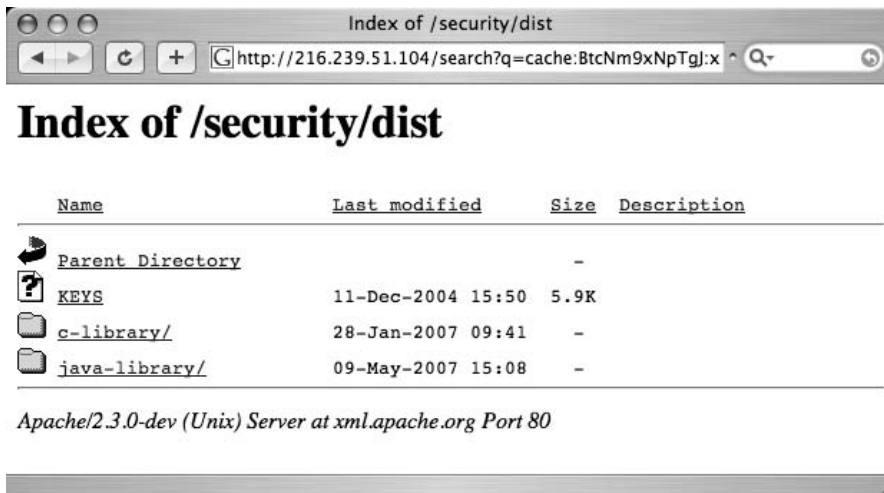 Index of /security/dist
http://216.239.51.104/search?q=cache:BtcNm9xNpTgJ:x
Index of /security/dist
Name Last modified Size Description
Parent Directory -
KEYS 11-Dec-2004 15:50 5.9K
c-library/ 28-Jan-2007 09:41 -
java-library/ 09-May-2007 15:08 -
Apache/2.3.0-dev (Unix) Server at xml.apache.org Port 80